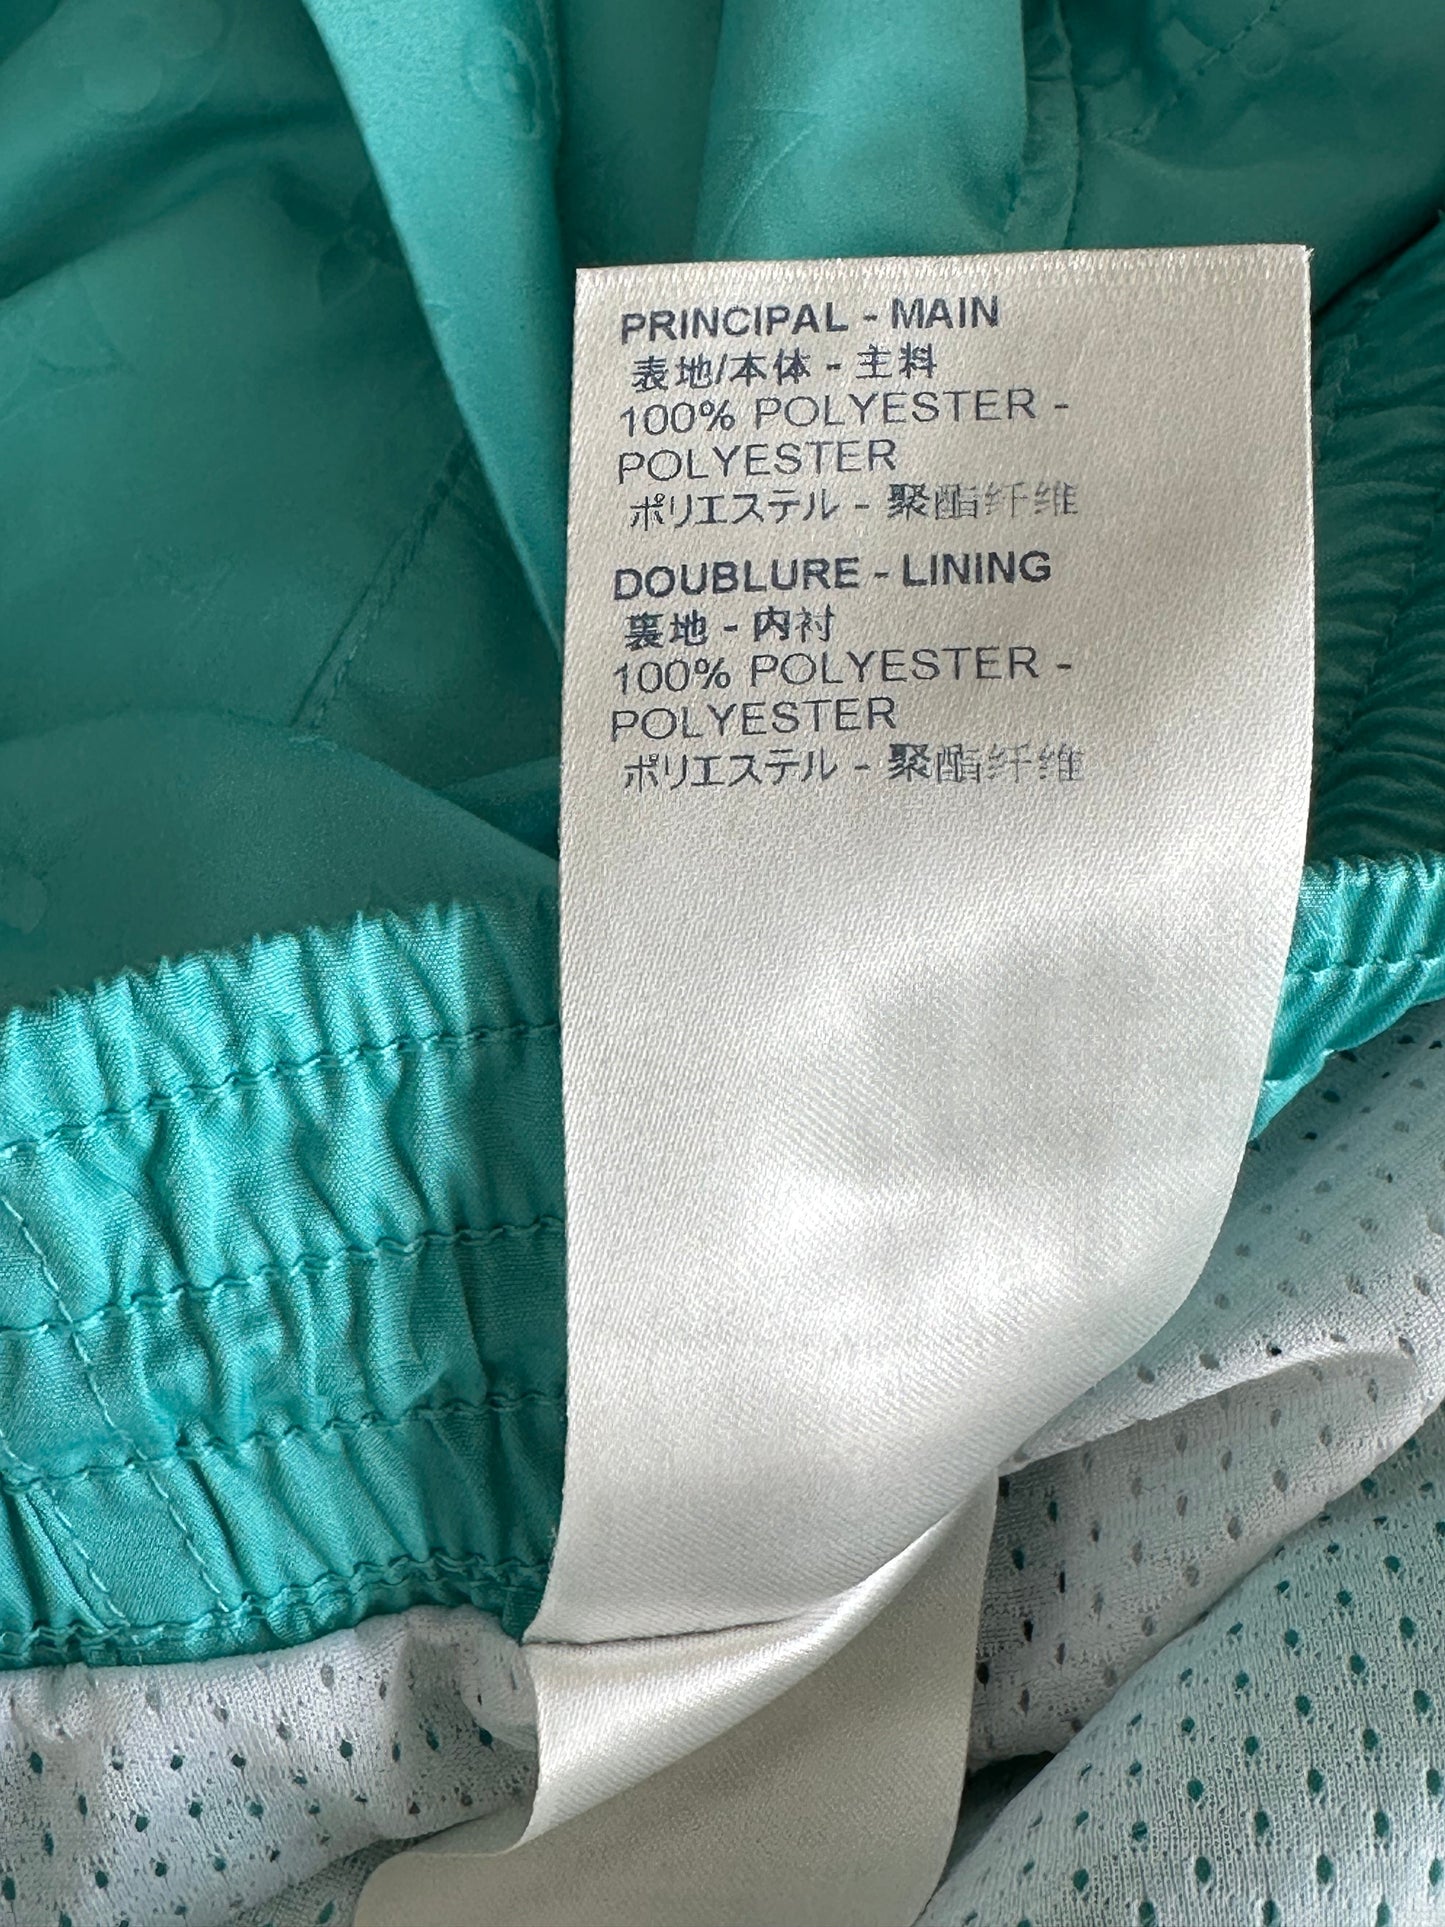 PRINCIPAL - MAIN
表地/本体 - 主料
100% POLYESTER -
POLYESTER
ポリエステル - 聚酯纤维
DOUBLURE - LINING
裏地 - 内衬
100% POLYESTER -
POLYESTER
ポリエステル - 聚酯纤维